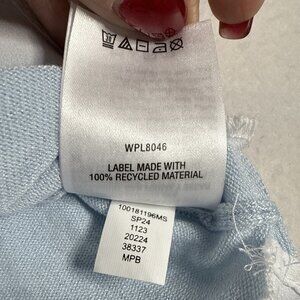 WPL8046
LABEL MADE WITH
100% RECYCLED MATERIAL
100181196MS
SP24
1123
20224
38337
MPB